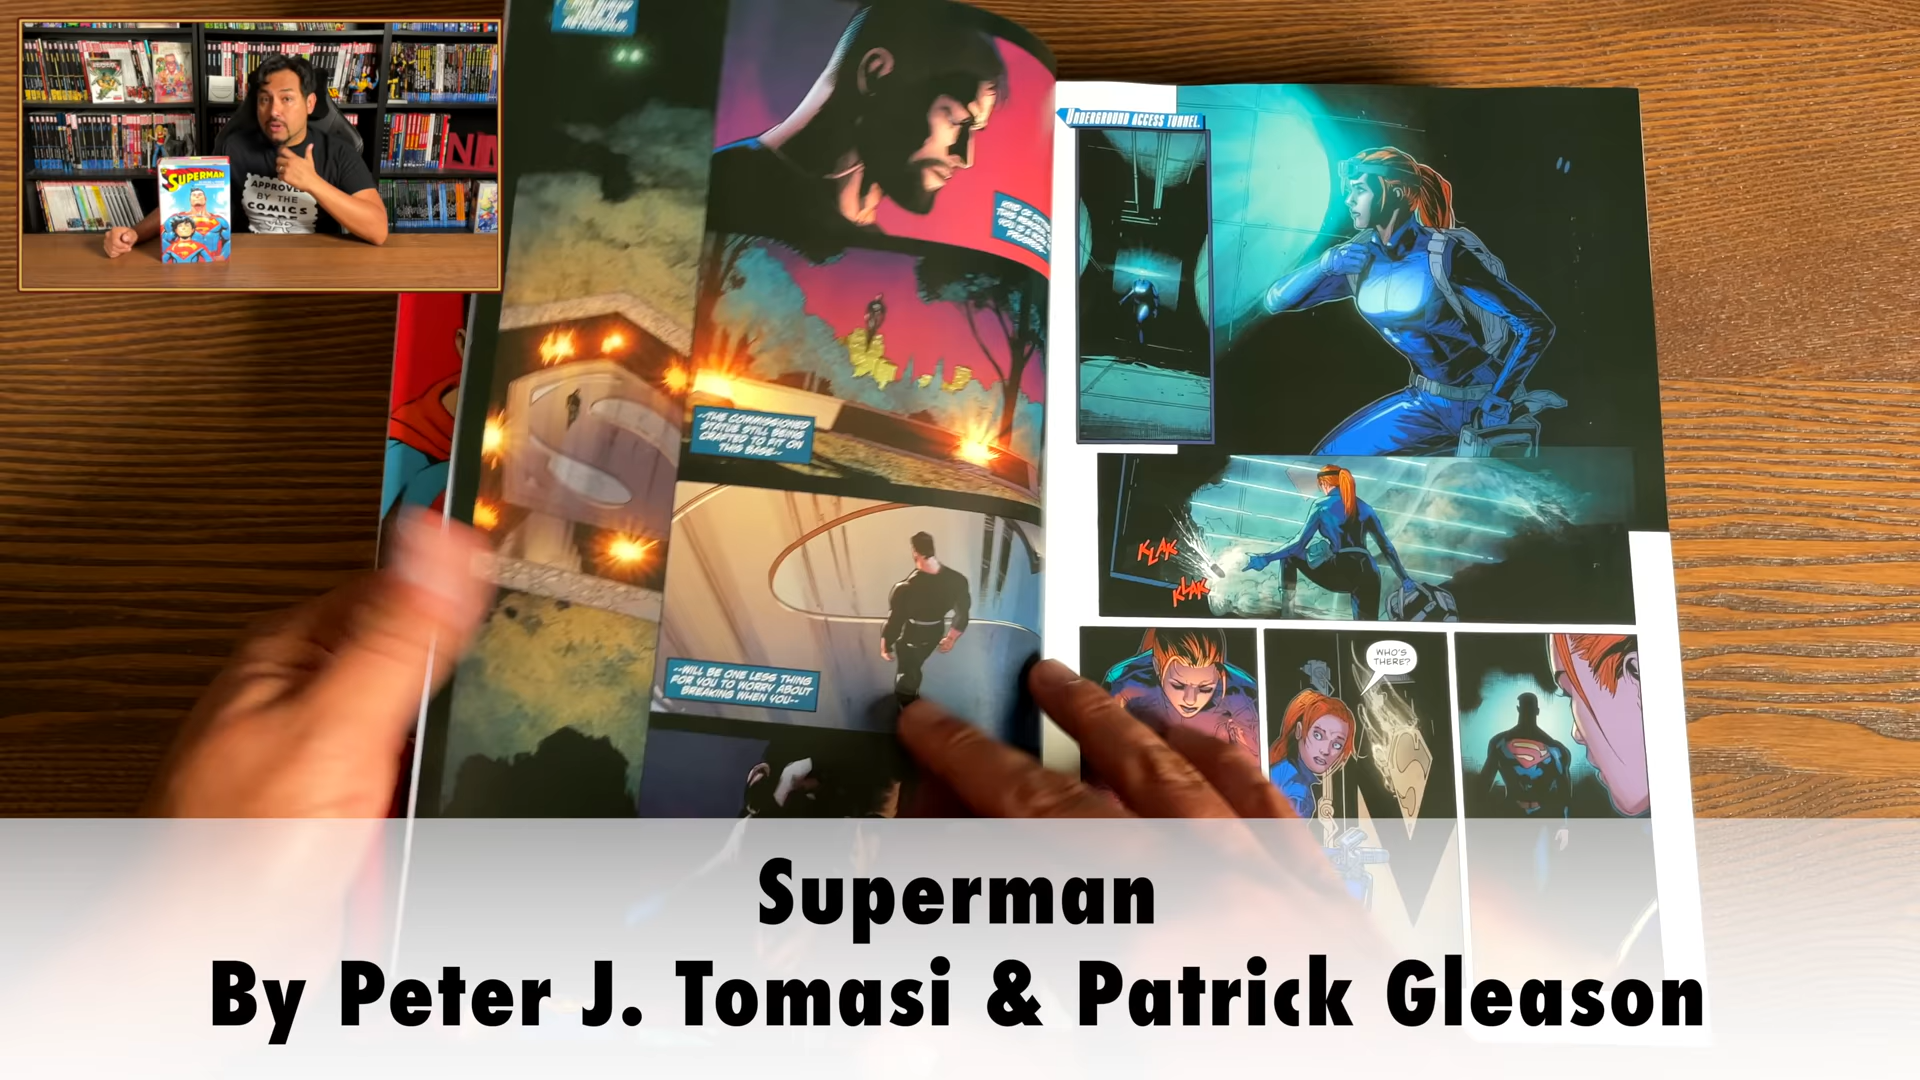 METROPOLIS.
SUPERMAN
APPROVED
BY THE
COMICS
--THE COMMISSIONED
STATUE STILL BEING
CRAFTED TO FIT ON
THIS BASE--
--WILL BE ONE LESS THING
FOR YOU TO WORRY ABOUT
BREAKING WHEN YOU--
UNDERGROUND ACCESS TUNNEL.
KLAK
KLAK
WHO'S
THERE?
Superman
By Peter J. Tomasi & Patrick Gleason